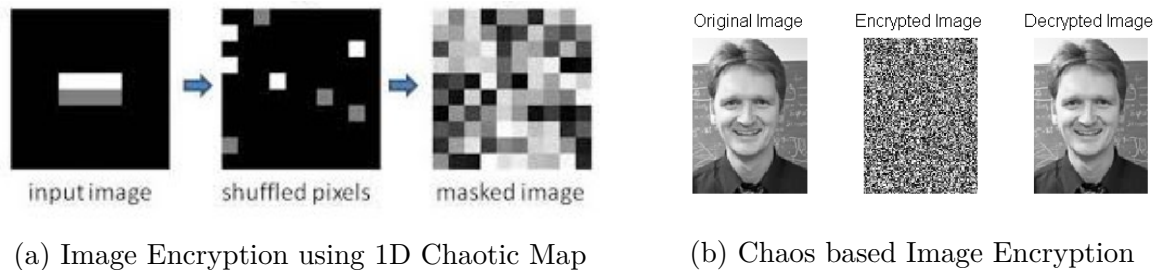 input image
shuffled pixels
masked image
(a) Image Encryption using 1D Chaotic Map
Original Image
Encrypted Image
Decrypted Image
(b) Chaos based Image Encryption